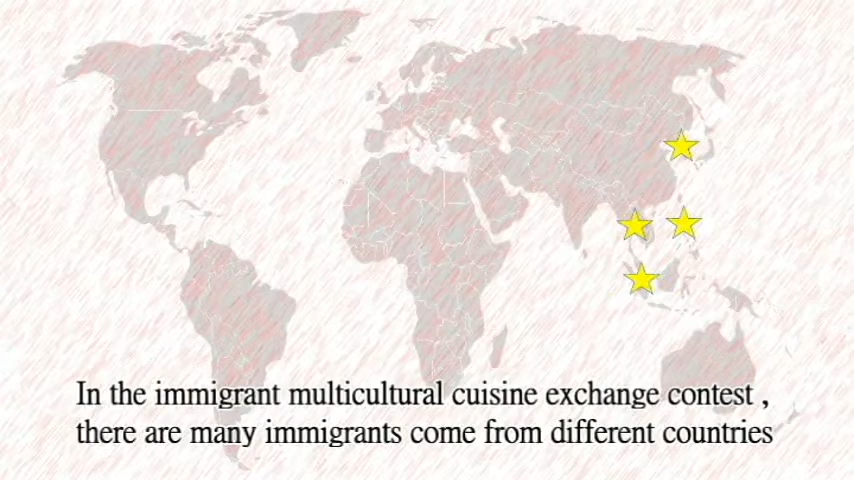 In the immigrant multicultural cuisine exchange contest ,
there are many immigrants come from different countries